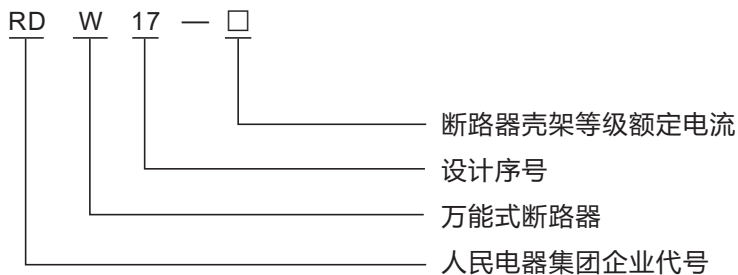 RD W 17 — □
断路器壳架等级额定电流
设计序号
万能式断路器
人民电器集团企业代号